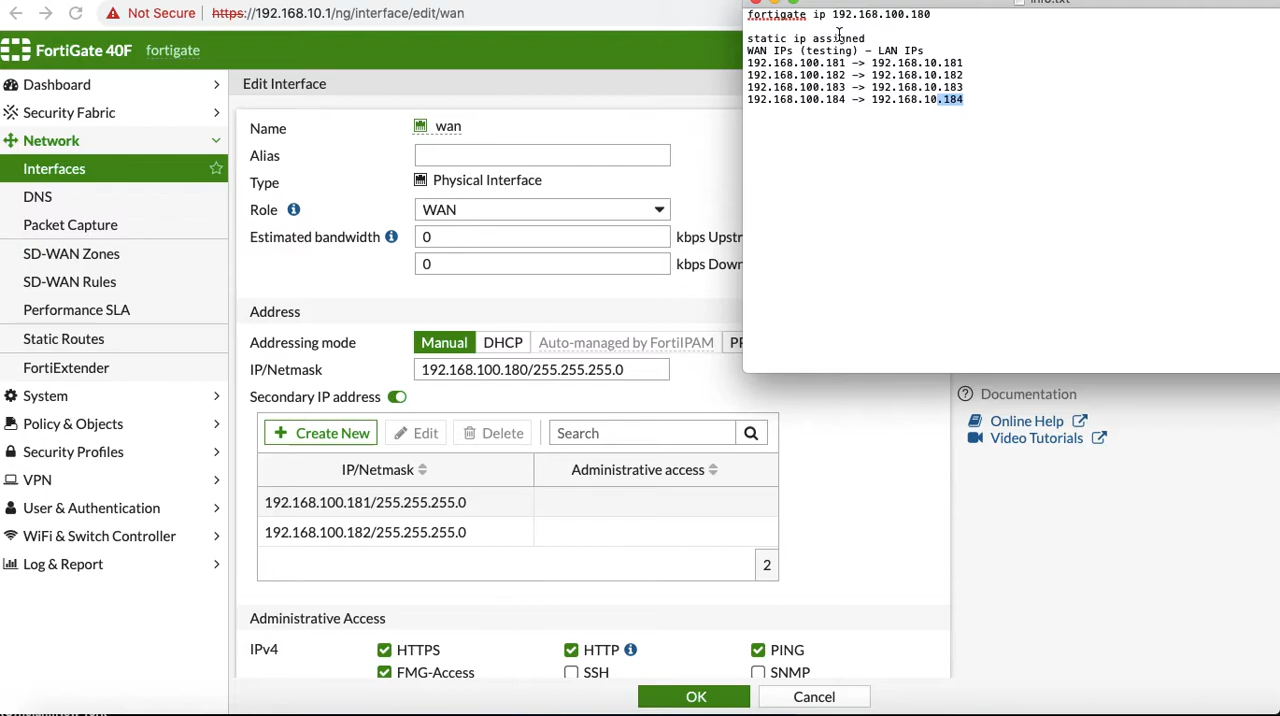 Not Secure https://192.168.10.1/ng/interface/edit/wan
FortiGate 40F fortigate
Dashboard
Security Fabric
Network
Interfaces
DNS
Packet Capture
SD-WAN Zones
SD-WAN Rules
Performance SLA
Static Routes
FortiExtender
System
Policy & Objects
Security Profiles
VPN
User & Authentication
WiFi & Switch Controller
Log & Report
Edit Interface
Name wan
Alias
Type Physical Interface
Role WAN
Estimated bandwidth 0 kbps Upstr
0 kbps Down
Address
Addressing mode Manual DHCP Auto-managed by FortiIPAM PP
IP/Netmask 192.168.100.180/255.255.255.0
Secondary IP address
Create New Edit Delete Search
IP/Netmask Administrative access
192.168.100.181/255.255.255.0
192.168.100.182/255.255.255.0
2
Administrative Access
IPv4 HTTPS HTTP PING
FMG-Access SSH SNMP
OK Cancel
info.txt
fortigate ip 192.168.100.180
static ip assigned
WAN IPs (testing) - LAN IPs
192.168.100.181 -> 192.168.10.181
192.168.100.182 -> 192.168.10.182
192.168.100.183 -> 192.168.10.183
192.168.100.184 -> 192.168.10.184
Documentation
Online Help
Video Tutorials